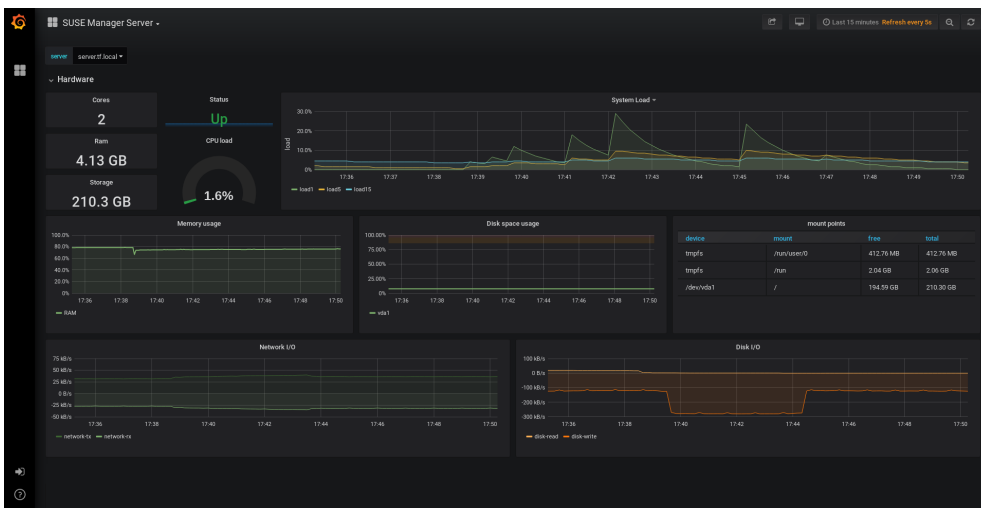 SUSE Manager Server
Last 15 minutes Refresh every 5s
server server.tf.local
Hardware
Cores
2
Status
Up
System Load
30.0%
20.0%
10.0%
0%
load
17:36 17:37 17:38 17:39 17:40 17:41 17:42 17:43 17:44 17:45 17:46 17:47 17:48 17:49 17:50
load1 load5 load15
Ram
4.13 GB
CPU load
1.6%
Storage
210.3 GB
Memory usage
100.0%
80.0%
60.0%
40.0%
20.0%
0%
17:36 17:38 17:40 17:42 17:44 17:46 17:48 17:50
RAM
Disk space usage
100.00%
75.00%
50.00%
25.00%
0%
17:36 17:38 17:40 17:42 17:44 17:46 17:48 17:50
vda1
mount points
device mount free total
tmpfs /run/user/0 412.76 MB 412.76 MB
tmpfs /run 2.04 GB 2.06 GB
/dev/vda1 / 194.59 GB 210.30 GB
Network I/O
75 kB/s
50 kB/s
25 kB/s
0 B/s
-25 kB/s
-50 kB/s
17:36 17:38 17:40 17:42 17:44 17:46 17:48 17:50
network-tx network-rx
Disk I/O
100 kB/s
0 B/s
-100 kB/s
-200 kB/s
-300 kB/s
17:36 17:38 17:40 17:42 17:44 17:46 17:48 17:50
disk-read disk-write